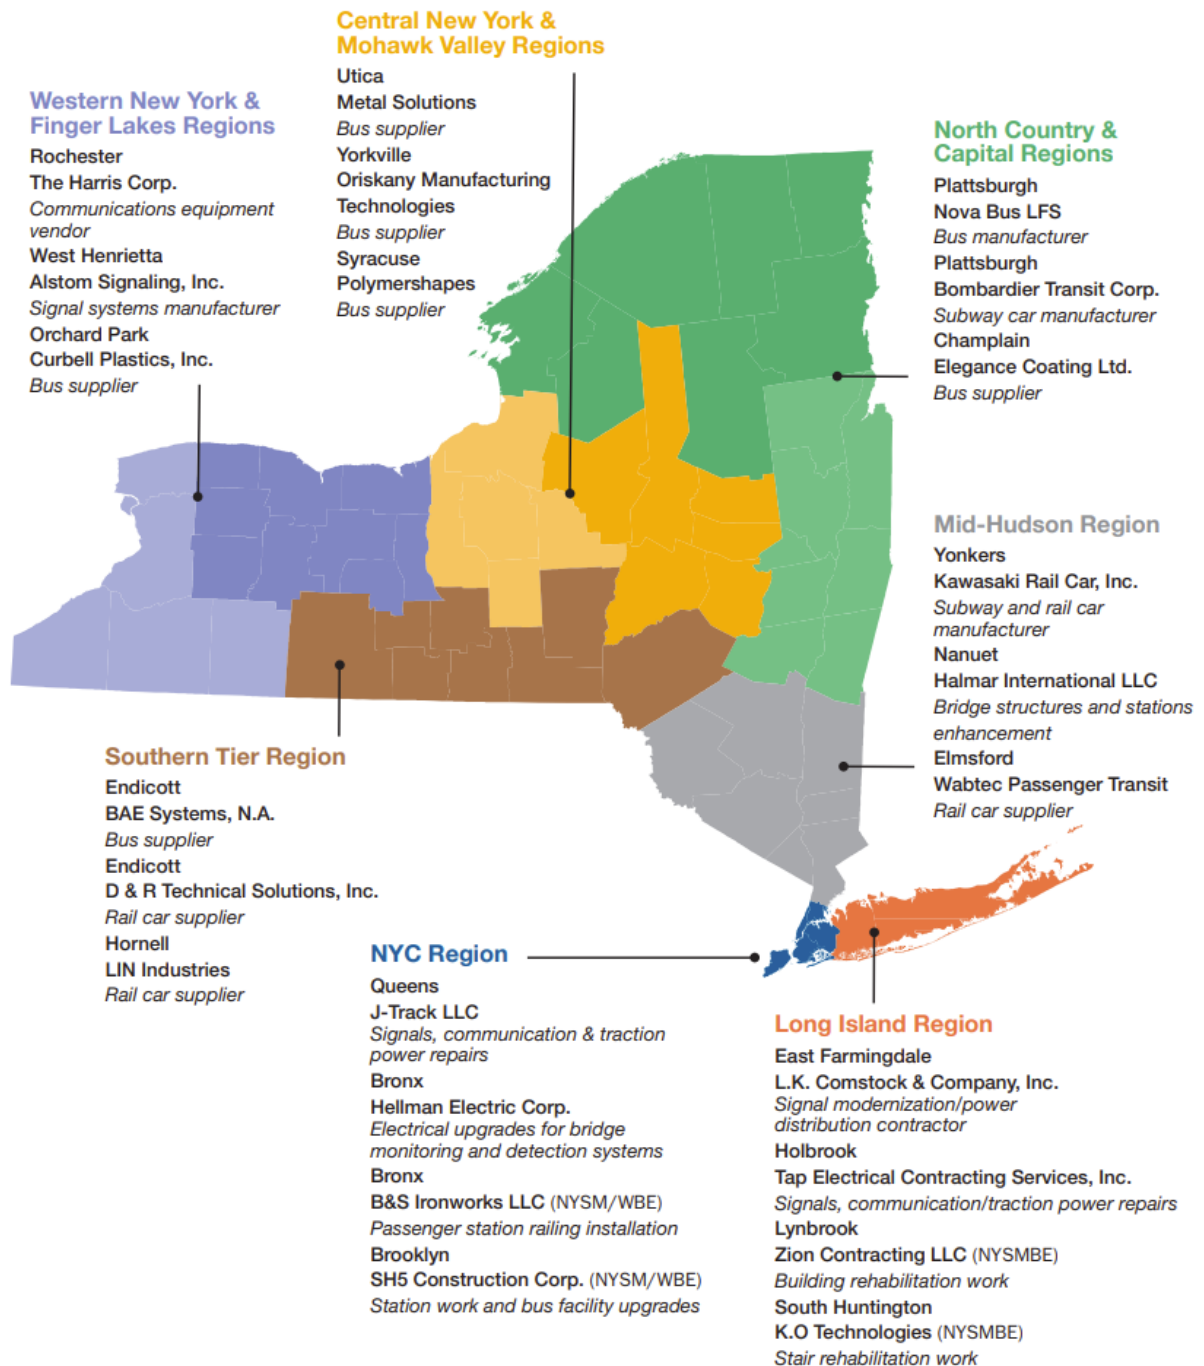 Central New York &
Mohawk Valley Regions
Utica
Metal Solutions
Bus supplier
Yorkville
Oriskany Manufacturing
Technologies
Bus supplier
Syracuse
Polymershapes
Bus supplier
Western New York &
Finger Lakes Regions
Rochester
The Harris Corp.
Communications equipment
vendor
West Henrietta
Alstom Signaling, Inc.
Signal systems manufacturer
Orchard Park
Curbell Plastics, Inc.
Bus supplier
North Country &
Capital Regions
Plattsburgh
Nova Bus LFS
Bus manufacturer
Plattsburgh
Bombardier Transit Corp.
Subway car manufacturer
Champlain
Elegance Coating Ltd.
Bus supplier
Mid-Hudson Region
Yonkers
Kawasaki Rail Car, Inc.
Subway and rail car
manufacturer
Nanuet
Halmar International LLC
Bridge structures and stations
enhancement
Elmsford
Wabtec Passenger Transit
Rail car supplier
Southern Tier Region
Endicott
BAE Systems, N.A.
Bus supplier
Endicott
D & R Technical Solutions, Inc.
Rail car supplier
Hornell
LIN Industries
Rail car supplier
NYC Region
Queens
J-Track LLC
Signals, communication & traction
power repairs
Bronx
Hellman Electric Corp.
Electrical upgrades for bridge
monitoring and detection systems
Bronx
B&S Ironworks LLC (NYSM/WBE)
Passenger station railing installation
Brooklyn
SH5 Construction Corp. (NYSM/WBE)
Station work and bus facility upgrades
Long Island Region
East Farmingdale
L.K. Comstock & Company, Inc.
Signal modernization/power
distribution contractor
Holbrook
Tap Electrical Contracting Services, Inc.
Signals, communication/traction power repairs
Lynbrook
Zion Contracting LLC (NYSMBE)
Building rehabilitation work
South Huntington
K.O Technologies (NYSMBE)
Stair rehabilitation work